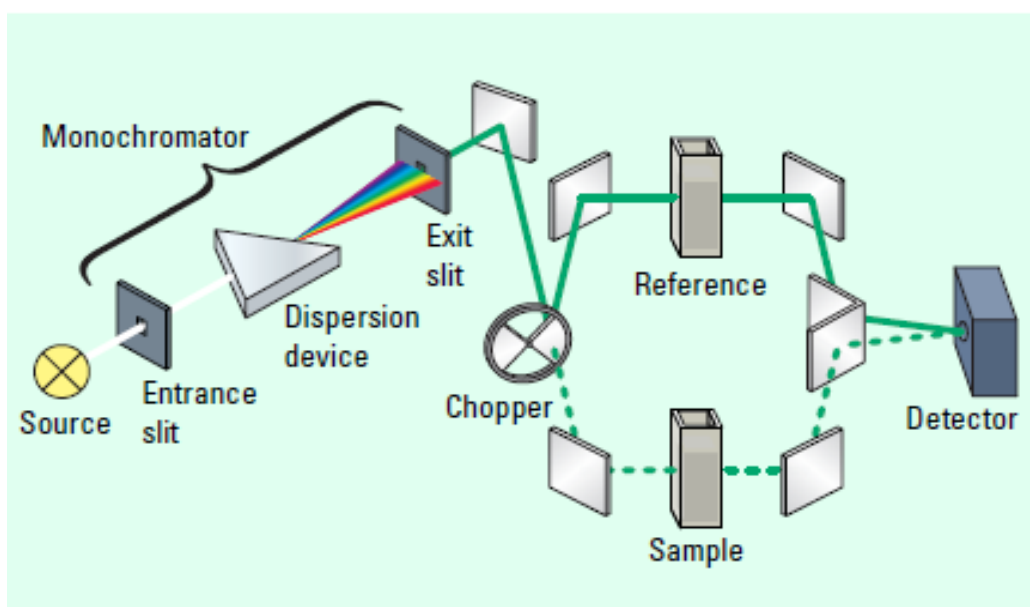 Monochromator
Exit
slit
Reference
Dispersion
device
Entrance
slit
Source
Chopper
Detector
Sample